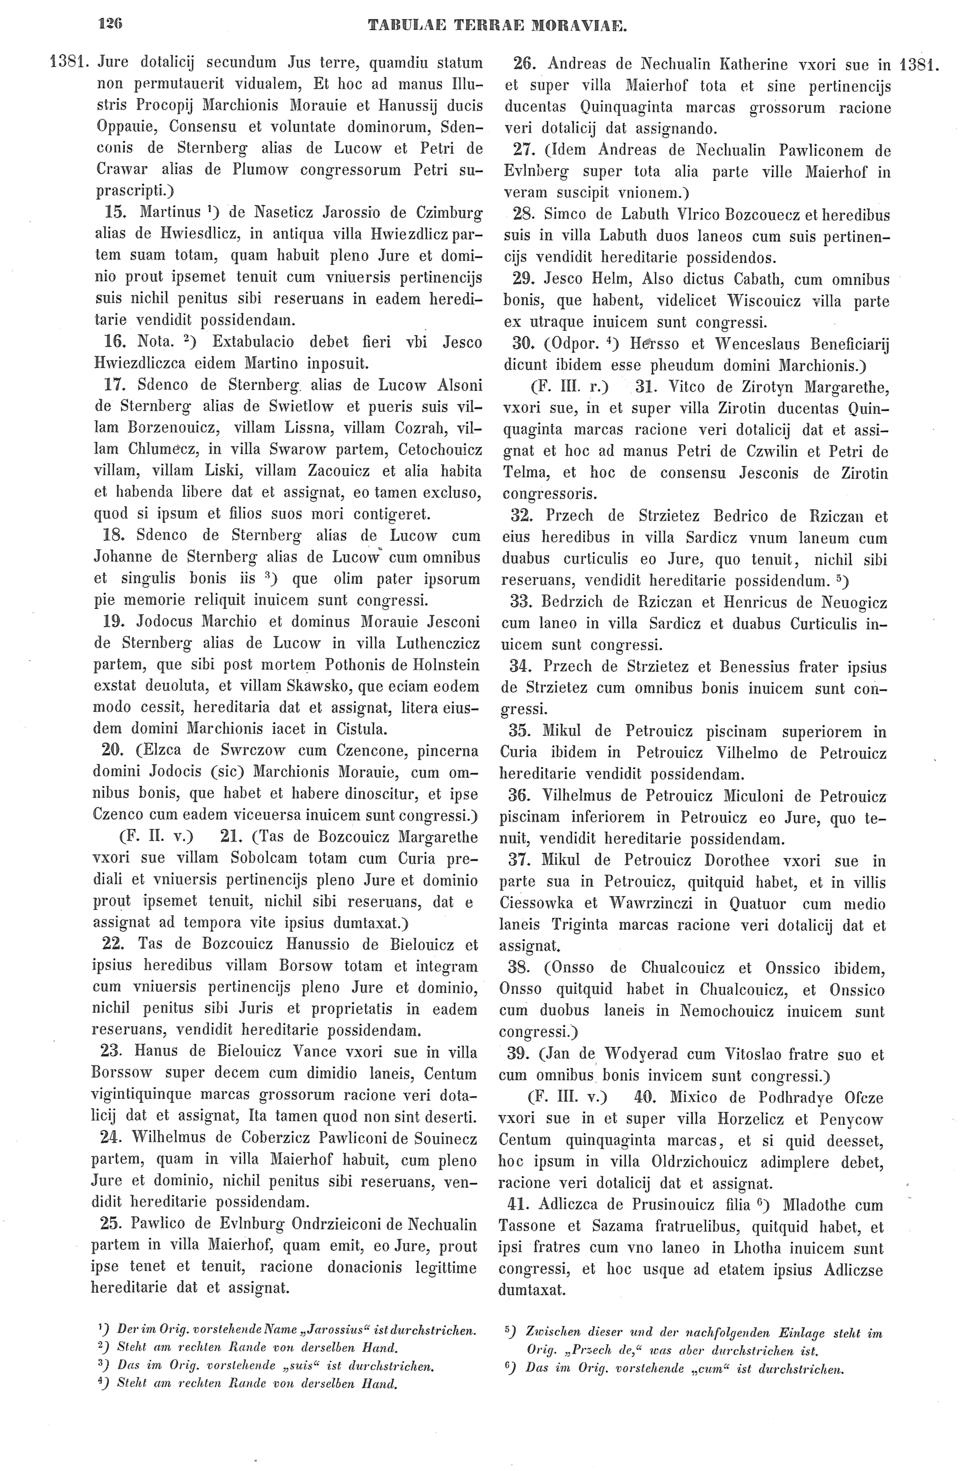 126
TABULAE TERRAE MORAVIAE.
1381. Jure dotalicij secundum Jus terre, quamdiu statum
non permutauerit vidualem, Et hoc ad manus Illu-
stris Procopij Marchionis Morauie et Hanussij ducis
Oppauie, Consensu et voluntate dominorum, Sden-
conis de Sternberg alias de Lucow et Petri de
Crawar alias de Plumow congressorum Petri su-
prascripti.)
15. Martinus ¹) de Naseticz Jarossio de Czimburg
alias de Hwiesdlicz, in antiqua villa Hwiezdlicz par-
tem suam totam, quam habuit pleno Jure et domi-
nio prout ipsemet tenuit cum vniuersis pertinencijs
suis nichil penitus sibi reseruans in eadem heredi-
tarie vendidit possidendam.
16. Nota. ²) Extabulacio debet fieri vbi Jesco
Hwiezdliczca eidem Martino inposuit.
17. Sdenco de Sternberg alias de Lucow Alsoni
de Sternberg alias de Swietlow et pueris suis vil-
lam Borzenouicz, villam Lissna, villam Cozrah, vil-
lam Chlumecz, in villa Swarow partem, Cetochouicz
villam, villam Liski, villam Zacouicz et alia habita
et habenda libere dat et assignat, eo tamen excluso,
quod si ipsum et filios suos mori contigeret.
18. Sdenco de Sternberg alias de Lucow cum
Johanne de Sternberg alias de Lucow cum omnibus
et singulis bonis iis ³) que olim pater ipsorum
pie memorie reliquit inuicem sunt congressi.
19. Jodocus Marchio et dominus Morauie Jesconi
de Sternberg alias de Lucow in villa Luthenczicz
partem, que sibi post mortem Pothonis de Holnstein
exstat deuoluta, et villam Skawsko, que eciam eodem
modo cessit, hereditaria dat et assignat, litera eius-
dem domini Marchionis iacet in Cistula.
20. (Elzca de Swrczow cum Czencone, pincerna
domini Jodocis (sic) Marchionis Morauie, cum om-
nibus bonis, que habet et habere dinoscitur, et ipse
Czenco cum eadem viceuersa inuicem sunt congressi.)
(F. II. v.) 21. (Tas de Bozcouicz Margarethe
vxori sue villam Sobolcam totam cum Curia pre-
diali et vniuersis pertinencijs pleno Jure et dominio
prout ipsemet tenuit, nichil sibi reseruans, dat e
assignat ad tempora vite ipsius dumtaxat.)
22. Tas de Bozcouicz Hanussio de Bielouicz et
ipsius heredibus villam Borsow totam et integram
cum vniuersis pertinencijs pleno Jure et dominio,
nichil penitus sibi Juris et proprietatis in eadem
reseruans, vendidit hereditarie possidendam.
23. Hanus de Bielouicz Vance vxori sue in villa
Borssow super decem cum dimidio laneis, Centum
vigintiquinque marcas grossorum racione veri dota-
licij dat et assignat, Ita tamen quod non sint deserti.
24. Wilhelmus de Coberzicz Pawliconi de Souinecz
partem, quam in villa Maierhof habuit, cum pleno
Jure et dominio, nichil penitus sibi reseruans, ven-
didit hereditarie possidendam.
25. Pawlico de Evlnburg Ondrzieiconi de Nechualin
partem in villa Maierhof, quam emit, eo Jure, prout
ipse tenet et tenuit, racione donacionis legittime
hereditarie dat et assignat.
26. Andreas de Nechualin Katherine vxori sue in 1381.
et super villa Maierhof tota et sine pertinencijs
ducentas Quinquaginta marcas grossorum racione
veri dotalicij dat assignando.
27. (Idem Andreas de Nechualin Pawliconem de
Evlnberg super tota alia parte ville Maierhof in
veram suscipit vnionem.)
28. Simco de Labuth Vlrico Bozcouecz et heredibus
suis in villa Labuth duos laneos cum suis pertinen-
cijs vendidit hereditarie possidendos.
29. Jesco Helm, Also dictus Cabath, cum omnibus
bonis, que habent, videlicet Wiscouicz villa parte
ex utraque inuicem sunt congressi.
30. (Odpor. ⁴) Hersso et Wenceslaus Beneficiarij
dicunt ibidem esse pheudum domini Marchionis.)
(F. III. r.) 31. Vitco de Zirotyn Margarethe,
vxori sue, in et super villa Zirotin ducentas Quin-
quaginta marcas racione veri dotalicij dat et assi-
gnat et hoc ad manus Petri de Czwilin et Petri de
Telma, et hoc de consensu Jesconis de Zirotin
congressoris.
32. Przech de Strzietez Bedrico de Rziczan et
eius heredibus in villa Sardicz vnum laneum cum
duabus curticulis eo Jure, quo tenuit, nichil sibi
reseruans, vendidit hereditarie possidendum. ⁵)
33. Bedrzich de Rziczan et Henricus de Neuogicz
cum laneo in villa Sardicz et duabus Curticulis in-
uicem sunt congressi.
34. Przech de Strzietez et Benessius frater ipsius
de Strzietez cum omnibus bonis inuicem sunt con-
gressi.
35. Mikul de Petrouicz piscinam superiorem in
Curia ibidem in Petrouicz Vilhelmo de Petrouicz
hereditarie vendidit possidendam.
36. Vilhelmus de Petrouicz Miculoni de Petrouicz
piscinam inferiorem in Petrouicz eo Jure, quo te-
nuit, vendidit hereditarie possidendam.
37. Mikul de Petrouicz Dorothee vxori sue in
parte sua in Petrouicz, quitquid habet, et in villis
Ciessowka et Wawrzinczi in Quatuor cum medio
laneis Triginta marcas racione veri dotalicij dat et
assignat.
38. (Onsso de Chualcouicz et Onssico ibidem,
Onsso quitquid habet in Chualcouicz, et Onssico
cum duobus laneis in Nemochouicz inuicem sunt
congressi.)
39. (Jan de Wodyerad cum Vitoslao fratre suo et
cum omnibus bonis invicem sunt congressi.)
(F. III. v.) 40. Mixico de Podhradye Ofcze
vxori sue in et super villa Horzelicz et Penycow
Centum quinquaginta marcas, et si quid deesset,
hoc ipsum in villa Oldrzichouicz adimplere debet,
racione veri dotalicij dat et assignat.
41. Adliczca de Prusinouicz filia ⁶) Mladothe cum
Tassone et Sazama fratruelibus, quitquid habet, et
ipsi fratres cum vno laneo in Lhotha inuicem sunt
congressi, et hoc usque ad etatem ipsius Adliczse
dumtaxat.
¹) Der im Orig. vorstehende Name „Jarossius“ ist durchstrichen.
²) Steht am rechten Rande von derselben Hand.
³) Das im Orig. vorstehende „suis“ ist durchstrichen.
⁴) Steht am rechten Rande von derselben Hand.
⁵) Zwischen dieser und der nachfolgenden Einlage steht im
Orig. „Przech de,“ was aber durchstrichen ist.
⁶) Das im Orig. vorstehende „cum“ ist durchstrichen.